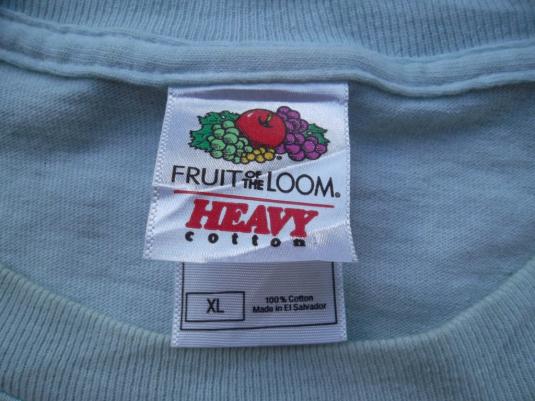 FRUIT OF THE LOOM®
HEAVY
cotton
XL
100% Cotton
Made in El Salvador